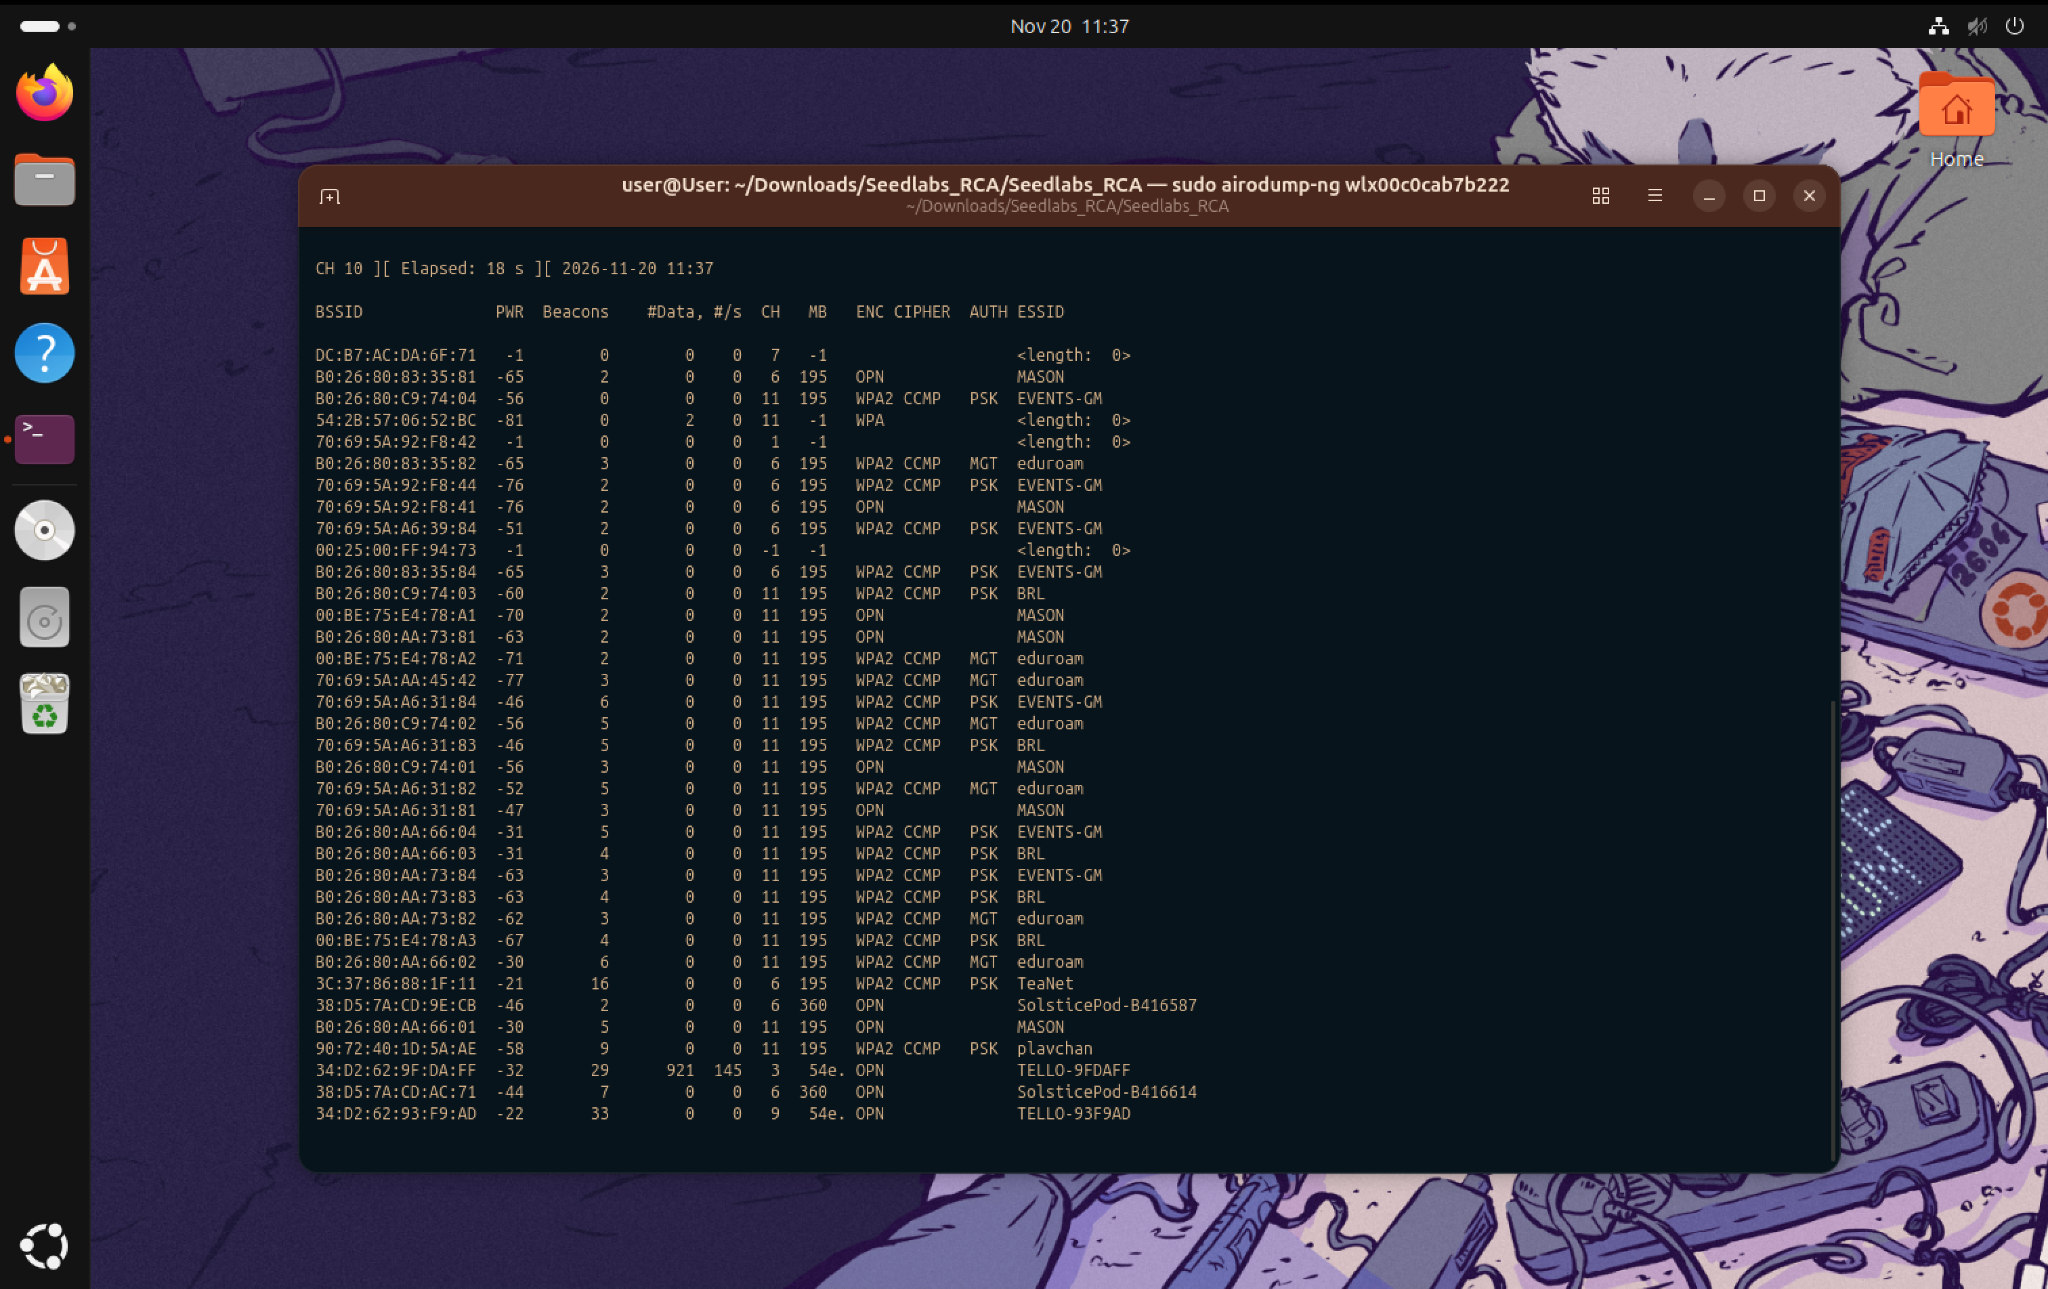 Nov 20 11:37
Home
user@User: ~/Downloads/Seedlabs_RCA/Seedlabs_RCA — sudo airodump-ng wlx00c0cab7b222
~/Downloads/Seedlabs_RCA/Seedlabs_RCA
CH 10 ][ Elapsed: 18 s ][ 2026-11-20 11:37
BSSID PWR Beacons #Data, #/s CH MB ENC CIPHER AUTH ESSID
DC:B7:AC:DA:6F:71 -1 0 0 0 7 -1 <length: 0>
B0:26:80:83:35:81 -65 2 0 0 6 195 OPN MASON
B0:26:80:C9:74:04 -56 0 0 0 11 195 WPA2 CCMP PSK EVENTS-GM
54:2B:57:06:52:BC -81 0 2 0 11 -1 WPA <length: 0>
70:69:5A:92:F8:42 -1 0 0 0 1 -1 <length: 0>
B0:26:80:83:35:82 -65 3 0 0 6 195 WPA2 CCMP MGT eduroam
70:69:5A:92:F8:44 -76 2 0 0 6 195 WPA2 CCMP PSK EVENTS-GM
70:69:5A:92:F8:41 -76 2 0 0 6 195 OPN MASON
70:69:5A:A6:39:84 -51 2 0 0 6 195 WPA2 CCMP PSK EVENTS-GM
00:25:00:FF:94:73 -1 0 0 0 -1 -1 <length: 0>
B0:26:80:83:35:84 -65 3 0 0 6 195 WPA2 CCMP PSK EVENTS-GM
B0:26:80:C9:74:03 -60 2 0 0 11 195 WPA2 CCMP PSK BRL
00:BE:75:E4:78:A1 -70 2 0 0 11 195 OPN MASON
B0:26:80:AA:73:81 -63 2 0 0 11 195 OPN MASON
00:BE:75:E4:78:A2 -71 2 0 0 11 195 WPA2 CCMP MGT eduroam
70:69:5A:AA:45:42 -77 3 0 0 11 195 WPA2 CCMP MGT eduroam
70:69:5A:A6:31:84 -46 6 0 0 11 195 WPA2 CCMP PSK EVENTS-GM
B0:26:80:C9:74:02 -56 5 0 0 11 195 WPA2 CCMP MGT eduroam
70:69:5A:A6:31:83 -46 5 0 0 11 195 WPA2 CCMP PSK BRL
B0:26:80:C9:74:01 -56 3 0 0 11 195 OPN MASON
70:69:5A:A6:31:82 -52 5 0 0 11 195 WPA2 CCMP MGT eduroam
70:69:5A:A6:31:81 -47 3 0 0 11 195 OPN MASON
B0:26:80:AA:66:04 -31 5 0 0 11 195 WPA2 CCMP PSK EVENTS-GM
B0:26:80:AA:66:03 -31 4 0 0 11 195 WPA2 CCMP PSK BRL
B0:26:80:AA:73:84 -63 3 0 0 11 195 WPA2 CCMP PSK EVENTS-GM
B0:26:80:AA:73:83 -63 4 0 0 11 195 WPA2 CCMP PSK BRL
B0:26:80:AA:73:82 -62 3 0 0 11 195 WPA2 CCMP MGT eduroam
00:BE:75:E4:78:A3 -67 4 0 0 11 195 WPA2 CCMP PSK BRL
B0:26:80:AA:66:02 -30 6 0 0 11 195 WPA2 CCMP MGT eduroam
3C:37:86:88:1F:11 -21 16 0 0 6 195 WPA2 CCMP PSK TeaNet
38:D5:7A:CD:9E:CB -46 2 0 0 6 360 OPN SolsticePod-B416587
B0:26:80:AA:66:01 -30 5 0 0 11 195 OPN MASON
90:72:40:1D:5A:AE -58 9 0 0 11 195 WPA2 CCMP PSK plavchan
34:D2:62:9F:DA:FF -32 29 921 145 3 54e. OPN TELLO-9FDAFF
38:D5:7A:CD:AC:71 -44 7 0 0 6 360 OPN SolsticePod-B416614
34:D2:62:93:F9:AD -22 33 0 0 9 54e. OPN TELLO-93F9AD
26.04